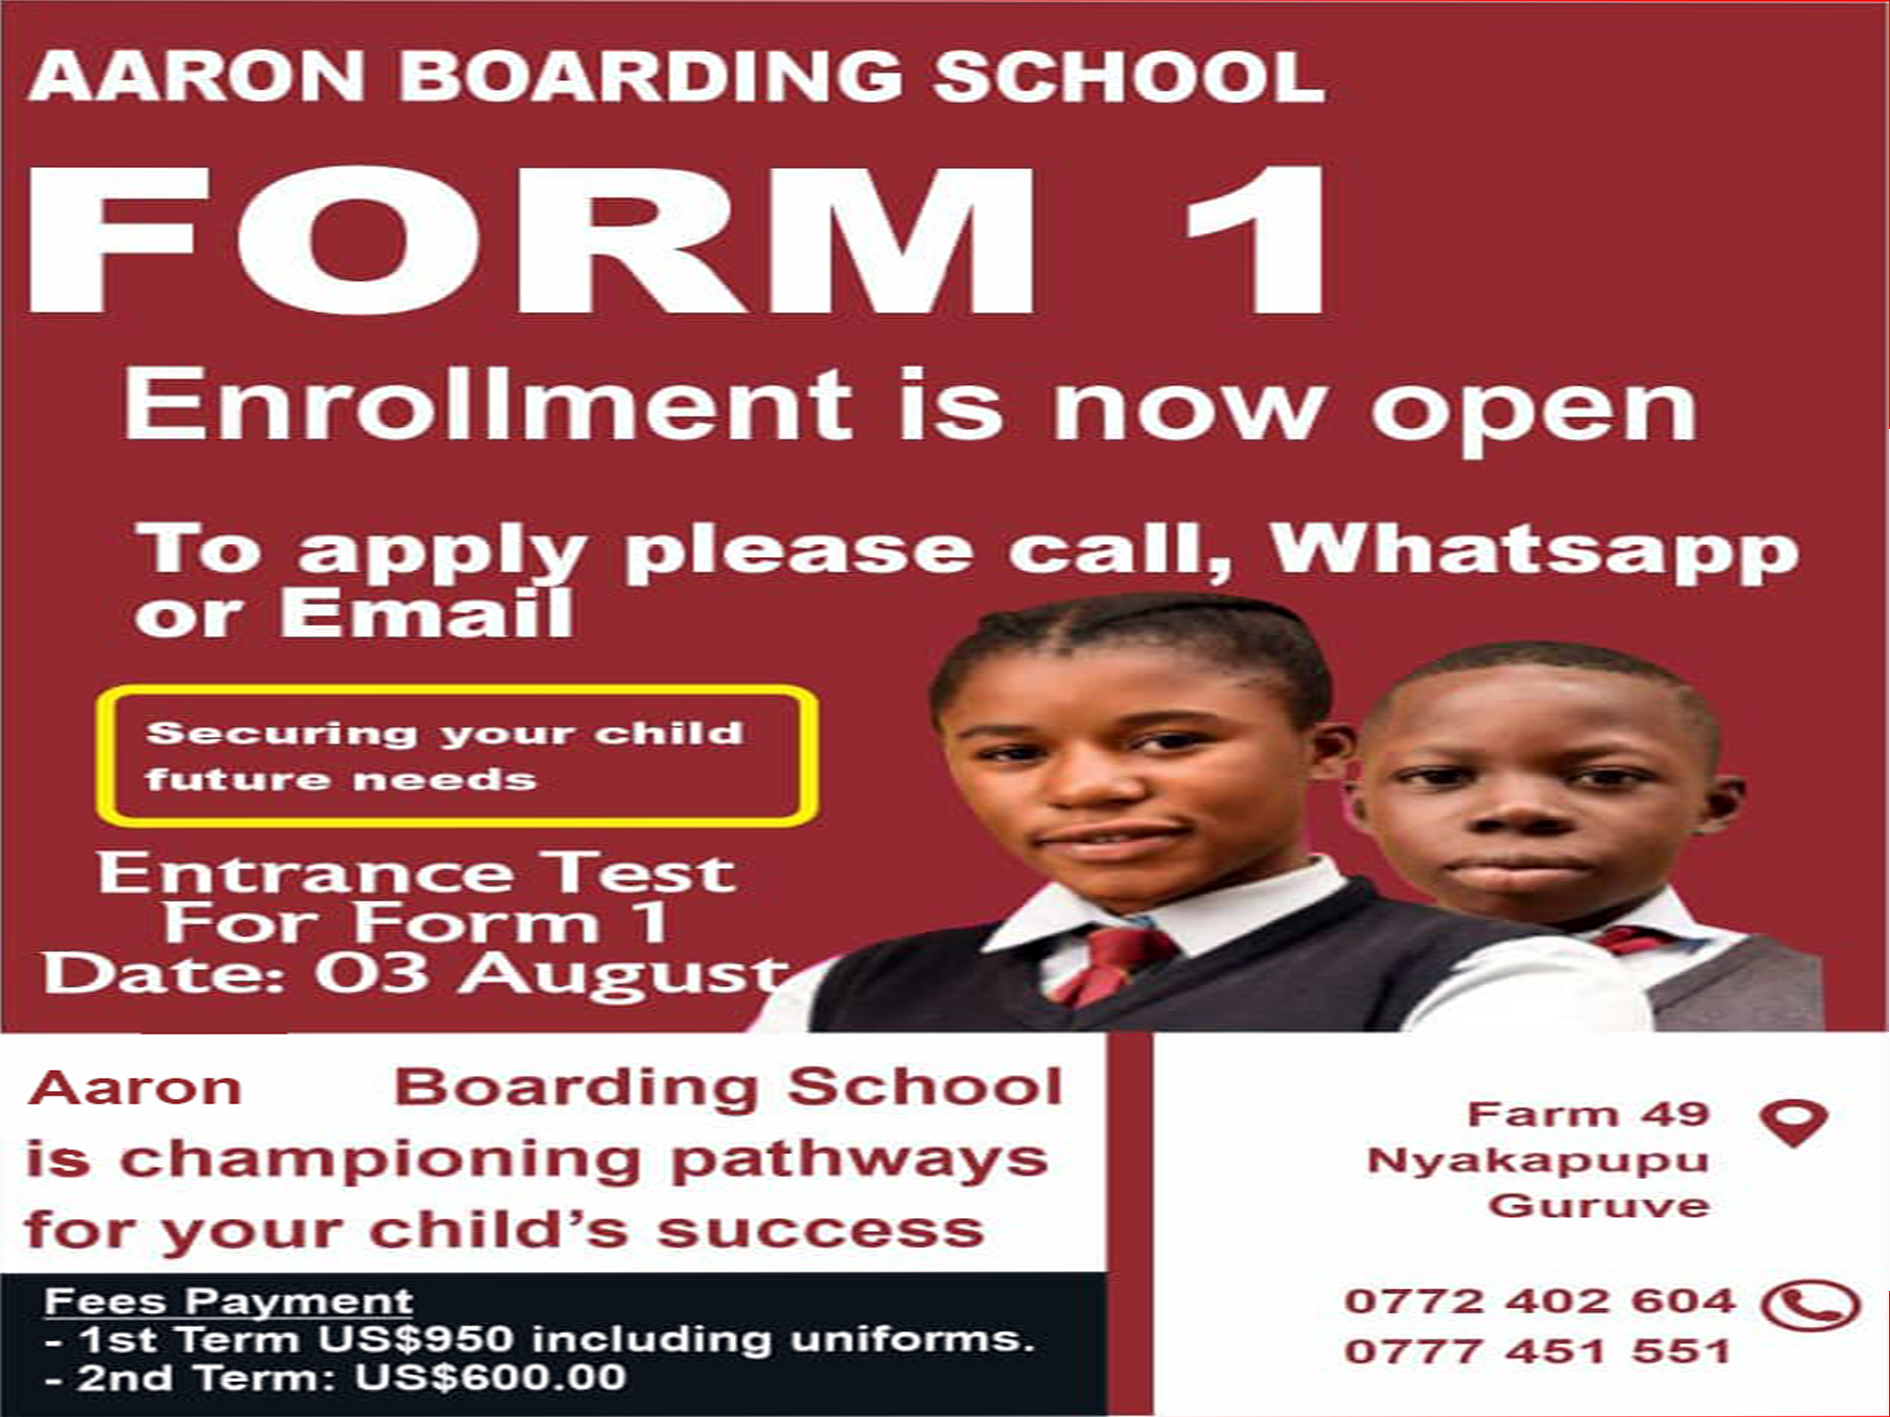 AARON BOARDING SCHOOL
FORM 1
Enrollment is now open
To apply please call, Whatsapp
or Email
Securing your child
future needs
Entrance Test
For Form 1
Date: 03 August
Aaron Boarding School
is championing pathways
for your child’s success
Fees Payment
- 1st Term US$950 including uniforms.
- 2nd Term: US$600.00
Farm 49
Nyakapupu
Guruve
0772 402 604
0777 451 551